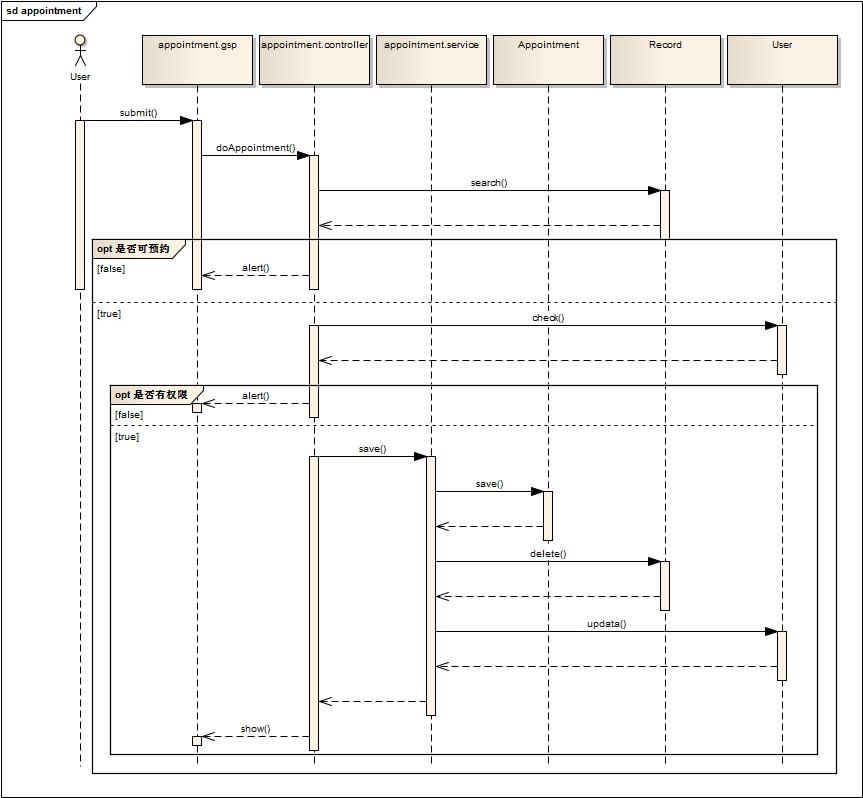 sd appointment
User
appointment.gsp
appointment.controller
appointment.service
Appointment
Record
User
submit()
doAppointment()
search()
opt 是否可预约
[false]
alert()
[true]
check()
opt 是否有权限
alert()
[false]
[true]
save()
save()
delete()
updata()
show()